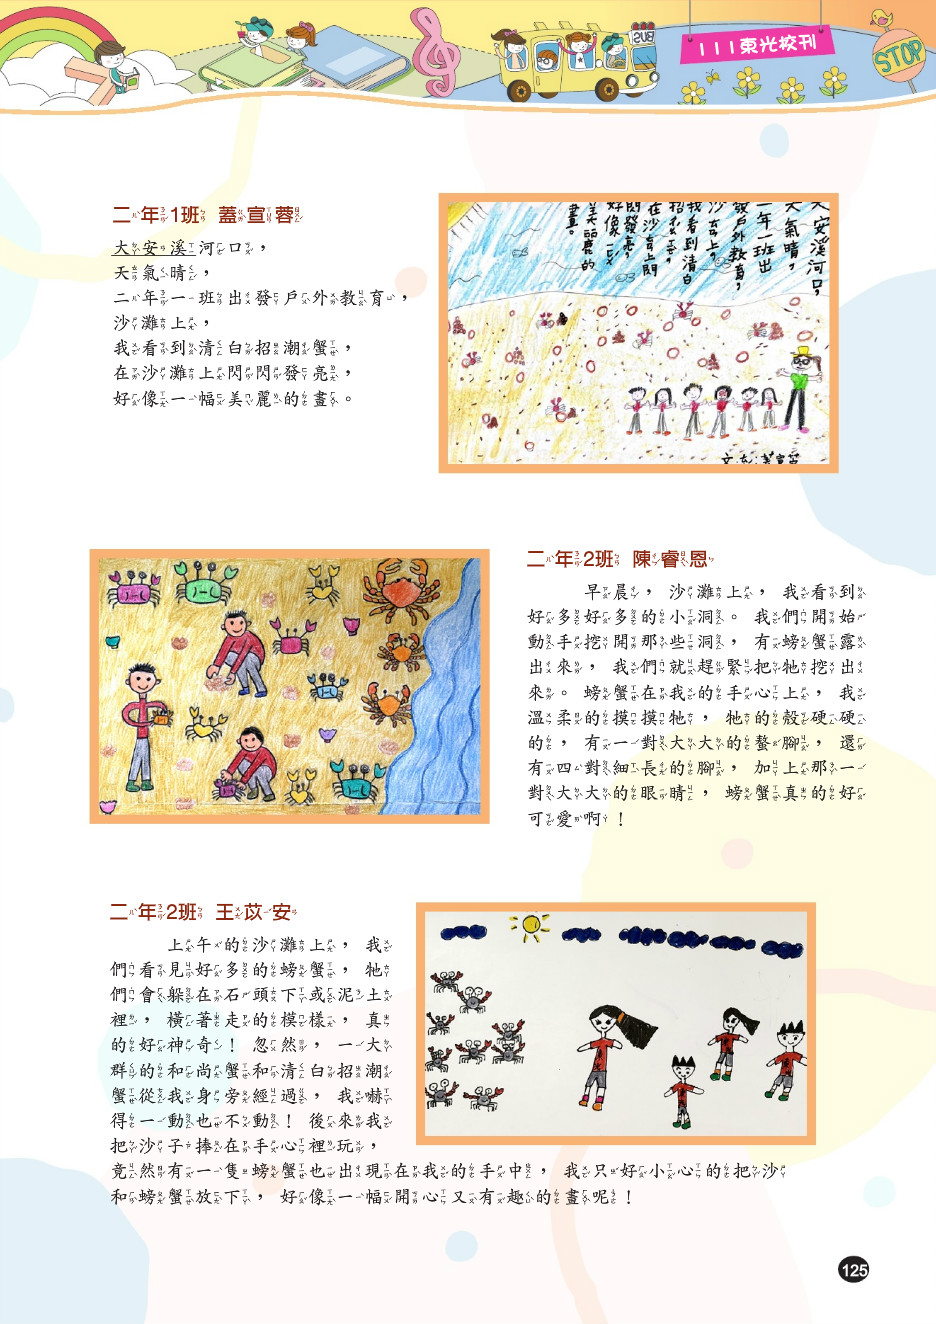 SUB
111東光校刊
STOP
二年1班 蓋宣蓉
大安溪河口，
天氣晴，
二年一班出發戶外教育，
沙灘上，
我看到清白招潮蟹，
在沙灘上閃閃發亮，
好像一幅美麗的畫。
大安溪河口，
天氣晴，
二年一班出
發戶外教育，
沙灘上，
我看到清白
招潮蟹，
在沙灘上閃
閃發亮，
好像一幅
美麗的
畫。
二年2班 陳睿恩
早晨，沙灘上，我看到
好多好多的小洞。我們開始
動手挖開那些洞，有螃蟹露
出來，我們就趕緊把牠挖出
來。螃蟹在我的手心上，我
溫柔的摸摸牠，牠的殼硬硬
的，有一對大大的螯腳，還
有四對細長的腳，加上那一
對大大的眼睛，螃蟹真的好
可愛啊！
二年2班 王苡安
上午的沙灘上，我
們看見好多的螃蟹，牠
們會躲在石頭下或泥土
裡，橫著走的模樣，真
的好神奇！忽然，一大
群的和尚蟹和清白招潮
蟹從我身旁經過，我嚇
得一動也不動！後來我
把沙子捧在手心裡玩，
竟然有一隻螃蟹也出現在我的手中，我只好小心的把沙
和螃蟹放下，好像一幅開心又有趣的畫呢！
125